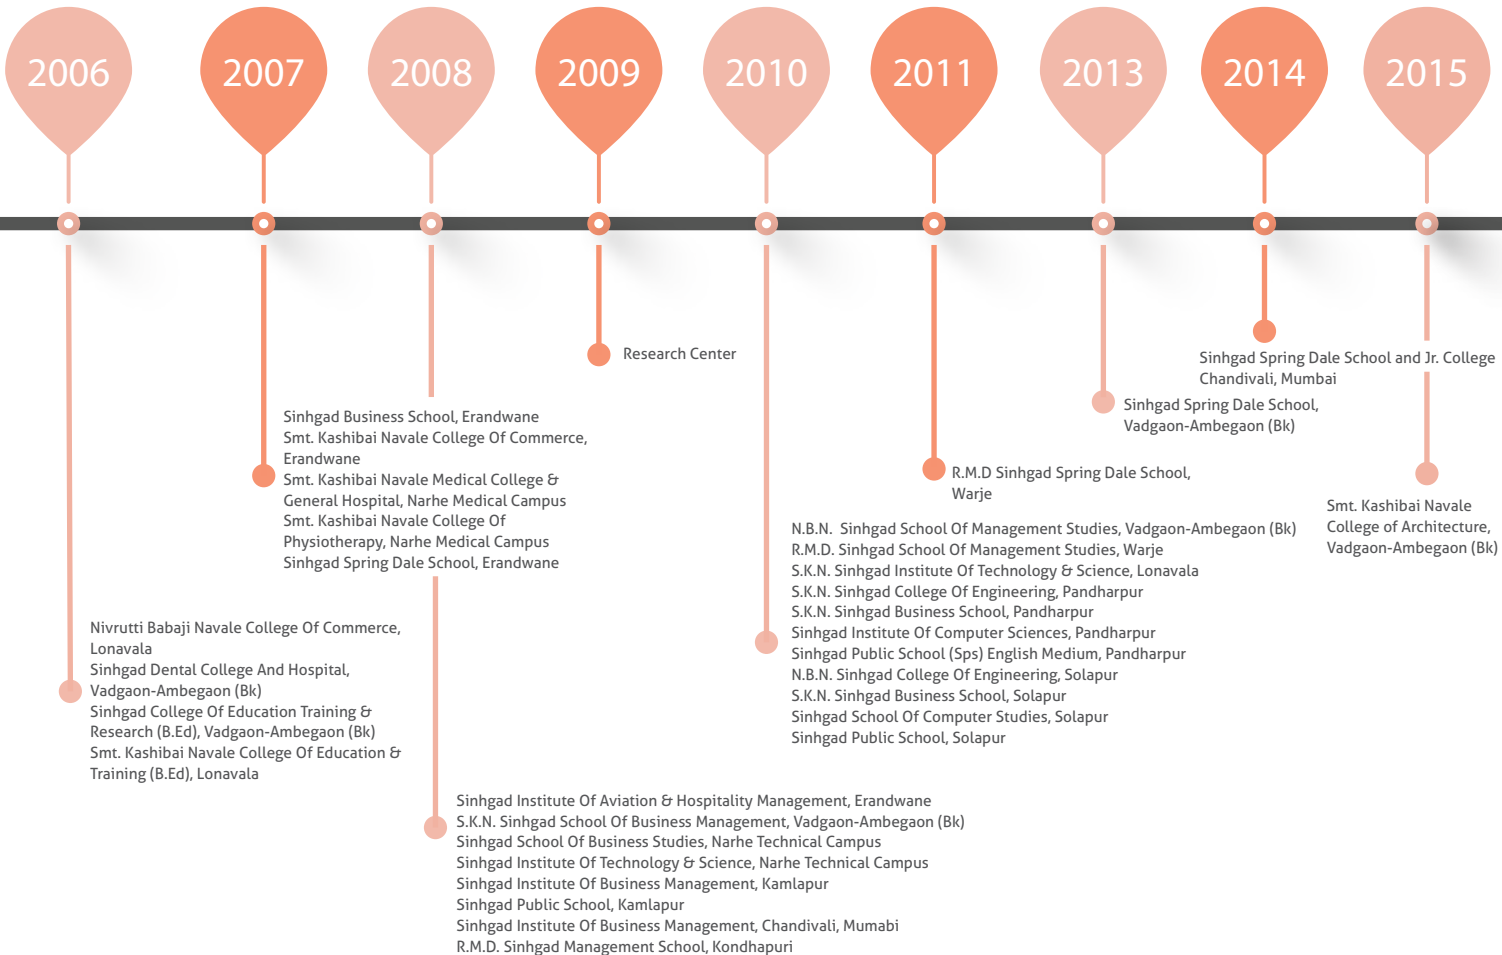 2006
2007
2008
2009
2010
2011
2013
2014
2015
Research Center
Sinhgad Spring Dale School and Jr. College
Chandivali, Mumbai
Sinhgad Spring Dale School,
Vadgaon-Ambegaon (Bk)
Sinhgad Business School, Erandwane
Smt. Kashibai Navale College Of Commerce,
Erandwane
Smt. Kashibai Navale Medical College &
General Hospital, Narhe Medical Campus
Smt. Kashibai Navale College Of
Physiotherapy, Narhe Medical Campus
Sinhgad Spring Dale School, Erandwane
R.M.D Sinhgad Spring Dale School,
Warje
Smt. Kashibai Navale
College of Architecture,
Vadgaon-Ambegaon (Bk)
N.B.N. Sinhgad School Of Management Studies, Vadgaon-Ambegaon (Bk)
R.M.D. Sinhgad School Of Management Studies, Warje
S.K.N. Sinhgad Institute Of Technology & Science, Lonavala
S.K.N. Sinhgad College Of Engineering, Pandharpur
S.K.N. Sinhgad Business School, Pandharpur
Sinhgad Institute Of Computer Sciences, Pandharpur
Sinhgad Public School (Sps) English Medium, Pandharpur
N.B.N. Sinhgad College Of Engineering, Solapur
S.K.N. Sinhgad Business School, Solapur
Sinhgad School Of Computer Studies, Solapur
Sinhgad Public School, Solapur
Nivrutti Babaji Navale College Of Commerce,
Lonavala
Sinhgad Dental College And Hospital,
Vadgaon-Ambegaon (Bk)
Sinhgad College Of Education Training &
Research (B.Ed), Vadgaon-Ambegaon (Bk)
Smt. Kashibai Navale College Of Education &
Training (B.Ed), Lonavala
Sinhgad Institute Of Aviation & Hospitality Management, Erandwane
S.K.N. Sinhgad School Of Business Management, Vadgaon-Ambegaon (Bk)
Sinhgad School Of Business Studies, Narhe Technical Campus
Sinhgad Institute Of Technology & Science, Narhe Technical Campus
Sinhgad Institute Of Business Management, Kamlapur
Sinhgad Public School, Kamlapur
Sinhgad Institute Of Business Management, Chandivali, Mumabi
R.M.D. Sinhgad Management School, Kondhapuri